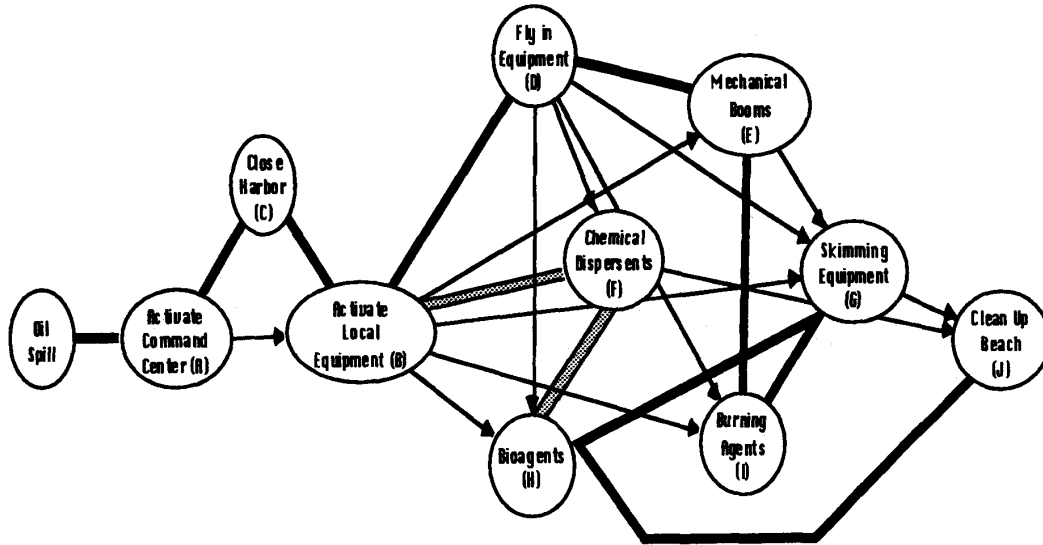 Fly in
Equipment
(D)
Mechanical
Booms
(E)
Close
Harbor
(C)
Chemical
Dispersents
(F)
Skimming
Equipment
(G)
Oil
Spill
Activate
Command
Center (A)
Activate
Local
Equipment (B)
Clean Up
Beach
(J)
Bioagents
(H)
Burning
Agents
(I)